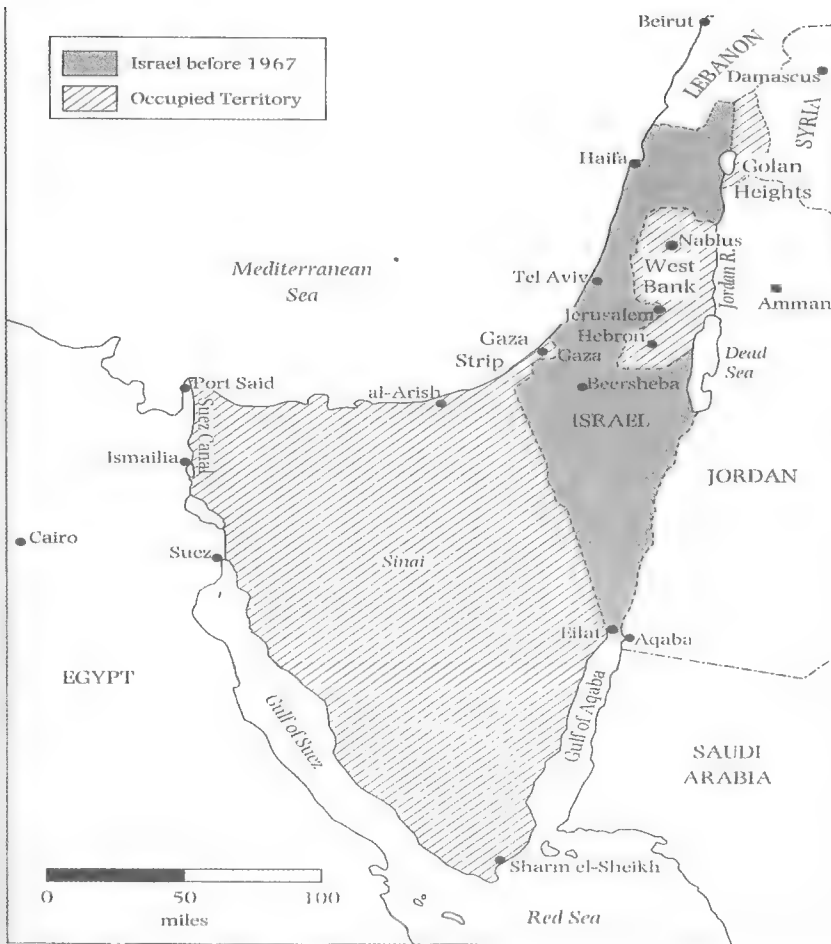 Beirut
Israel before 1967
Occupied Territory
LEBANON
Damascus
SYRIA
Haifa
Golan
Heights
Nablus
West
Bank
Jordan R.
Mediterranean
Sea
Tel Aviv
Amman
Jerusalem
Hebron
Gaza
Strip
Gaza
Dead
Sea
Port Said
al-Arish
Beersheba
Suez Canal
ISRAEL
Ismailia
JORDAN
Cairo
Suez
Sinai
Eilat
Aqaba
EGYPT
Gulf of Suez
Gulf of Aqaba
SAUDI
ARABIA
Sharm el-Sheikh
0 50 100
miles
Red Sea